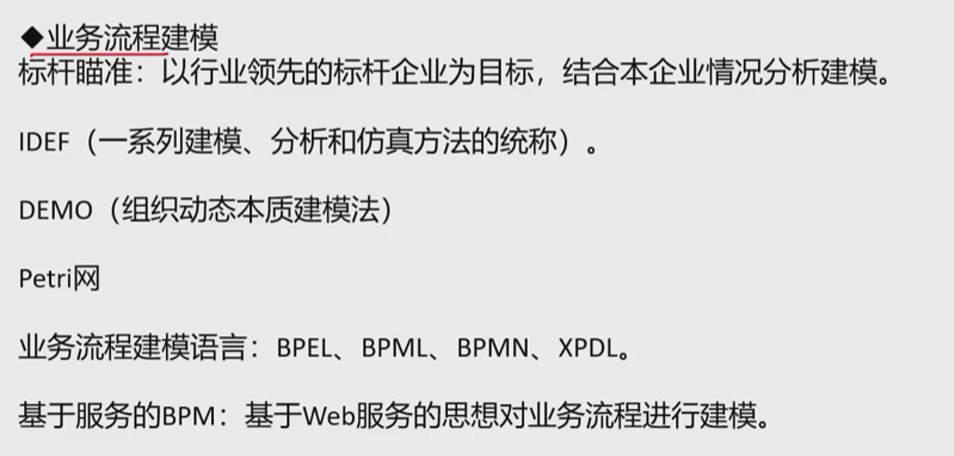 ◆业务流程建模
标杆瞄准：以行业领先的标杆企业为目标，结合本企业情况分析建模。
IDEF（一系列建模、分析和仿真方法的统称）。
DEMO（组织动态本质建模法）
Petri网
业务流程建模语言：BPEL、BPML、BPMN、XPDL。
基于服务的BPM：基于Web服务的思想对业务流程进行建模。